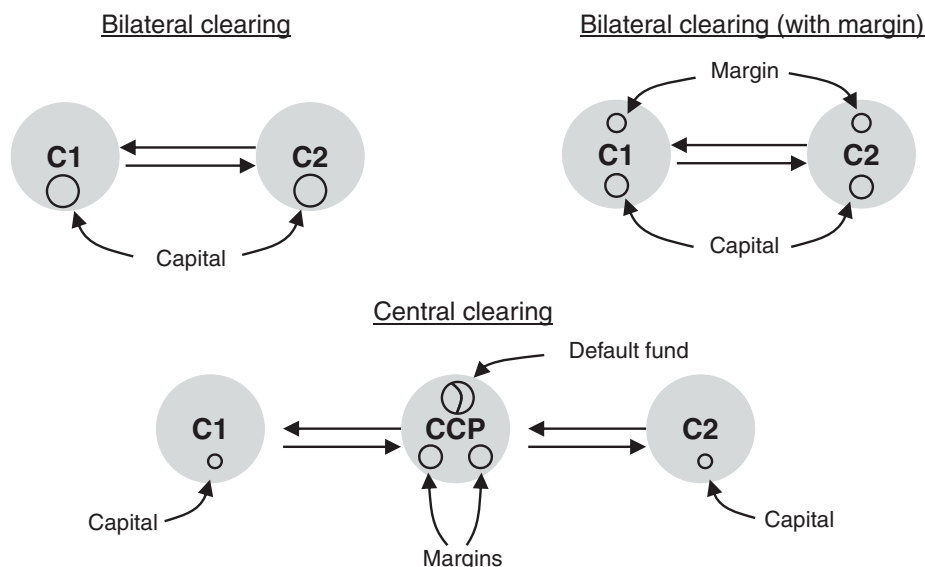 Bilateral clearing
Bilateral clearing (with margin)
Margin
C1
C2
C1
C2
Capital
Capital
Central clearing
Default fund
C1
CCP
C2
Capital
Capital
Margins